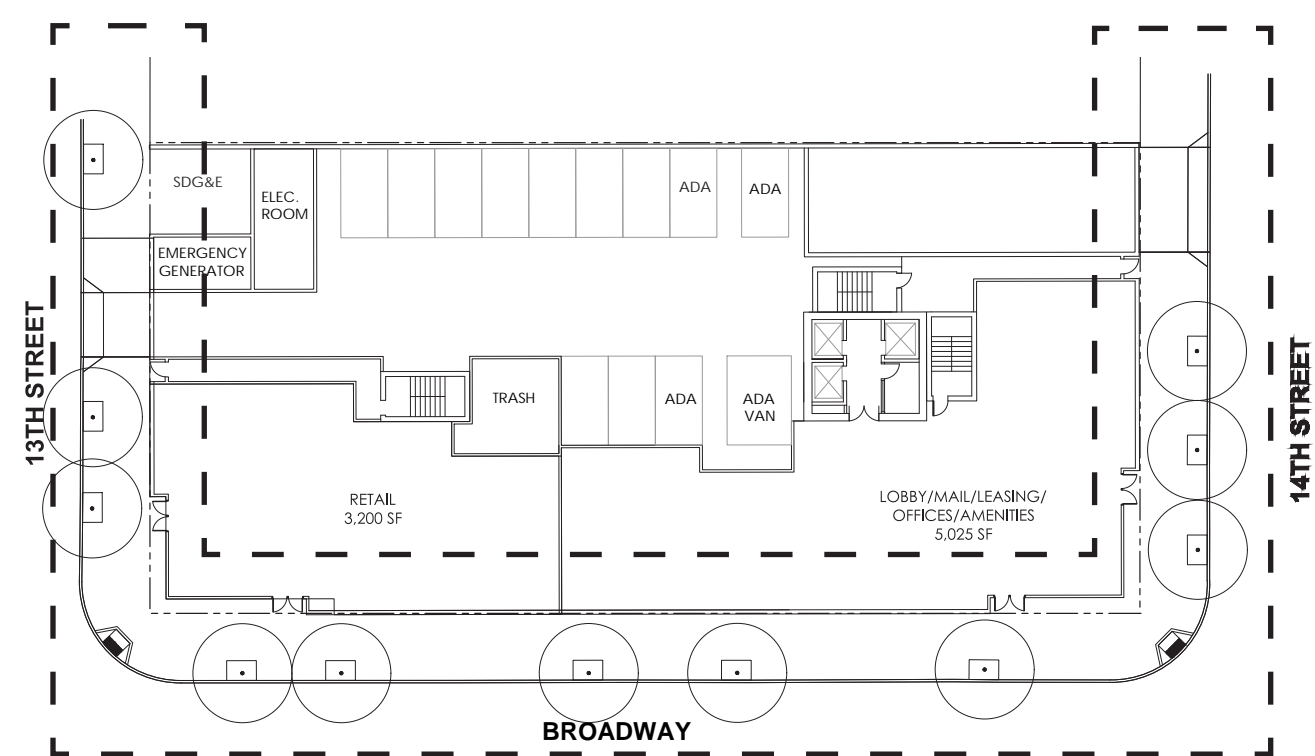 SDG&E
ELEC.
ROOM
ADA
ADA
EMERGENCY
GENERATOR
13TH STREET
14TH STREET
TRASH
ADA
ADA
VAN
RETAIL
3,200 SF
LOBBY/MAIL/LEASING/
OFFICES/AMENITIES
5,025 SF
BROADWAY